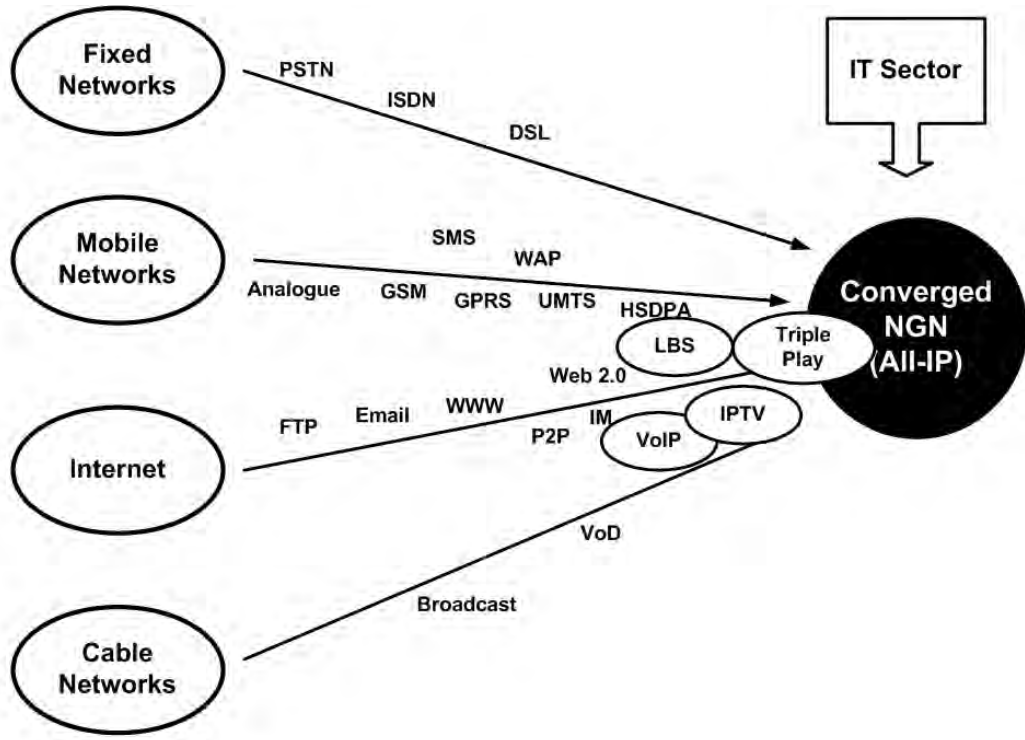 Fixed
Networks
PSTN
ISDN
DSL
IT Sector
Mobile
Networks
SMS
WAP
Analogue
GSM
GPRS
UMTS
HSDPA
LBS
Triple
Play
Converged
NGN
(All-IP)
Internet
FTP
Email
WWW
Web 2.0
P2P
IM
VoIP
IPTV
Cable
Networks
Broadcast
VoD